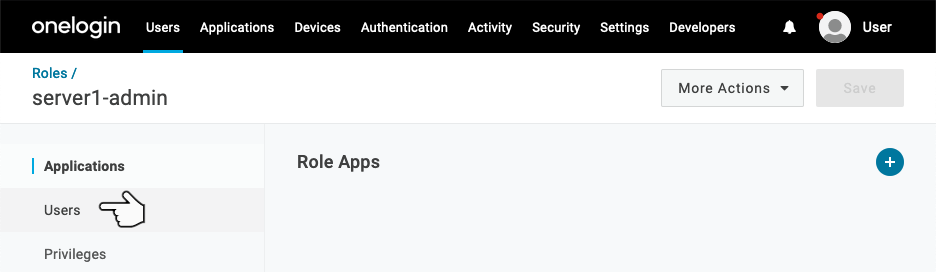 onelogin Users Applications Devices Authentication Activity Security Settings Developers User
Roles /
server1-admin
More Actions
Save
Applications
Role Apps
Users
Privileges